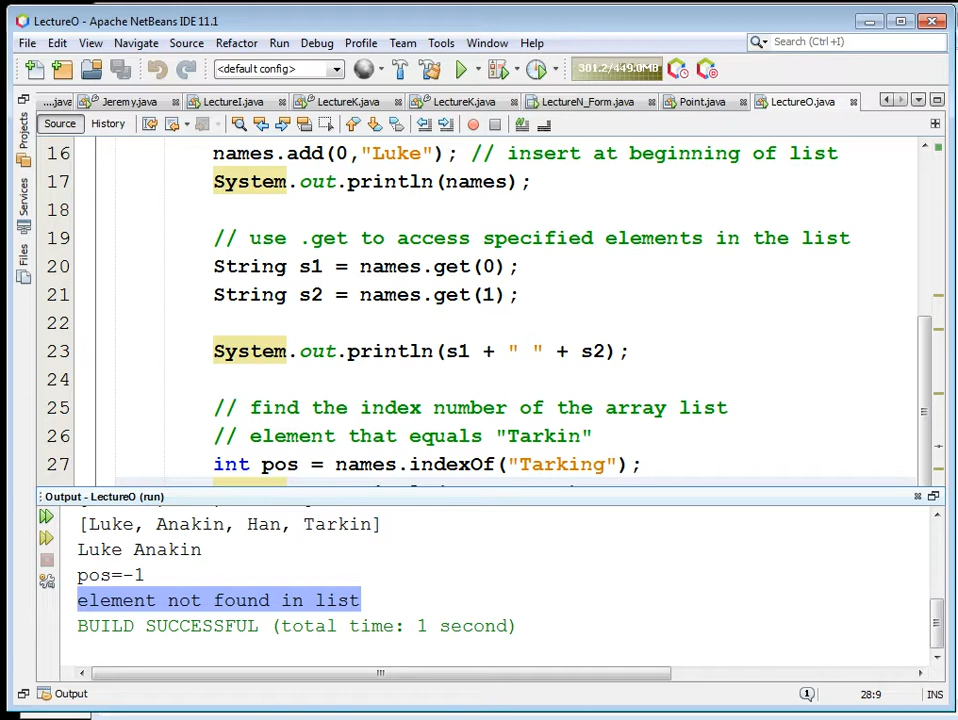 LectureO - Apache NetBeans IDE 11.1
File Edit View Navigate Source Refactor Run Debug Profile Team Tools Window Help
Search (Ctrl+I)
<default config>
301.2/449.0MB
....java Jeremy.java LectureI.java LectureK.java LectureK.java LectureN_Form.java Point.java LectureO.java
Source History
Projects
Services
Files
16 names.add(0,"Luke"); // insert at beginning of list
17 System.out.println(names);
18
19 // use .get to access specified elements in the list
20 String s1 = names.get(0);
21 String s2 = names.get(1);
22
23 System.out.println(s1 + " " + s2);
24
25 // find the index number of the array list
26 // element that equals "Tarkin"
27 int pos = names.indexOf("Tarking");
Output - LectureO (run)
[Luke, Anakin, Han, Tarkin]
Luke Anakin
pos=-1
element not found in list
BUILD SUCCESSFUL (total time: 1 second)
Output
1
28:9
INS